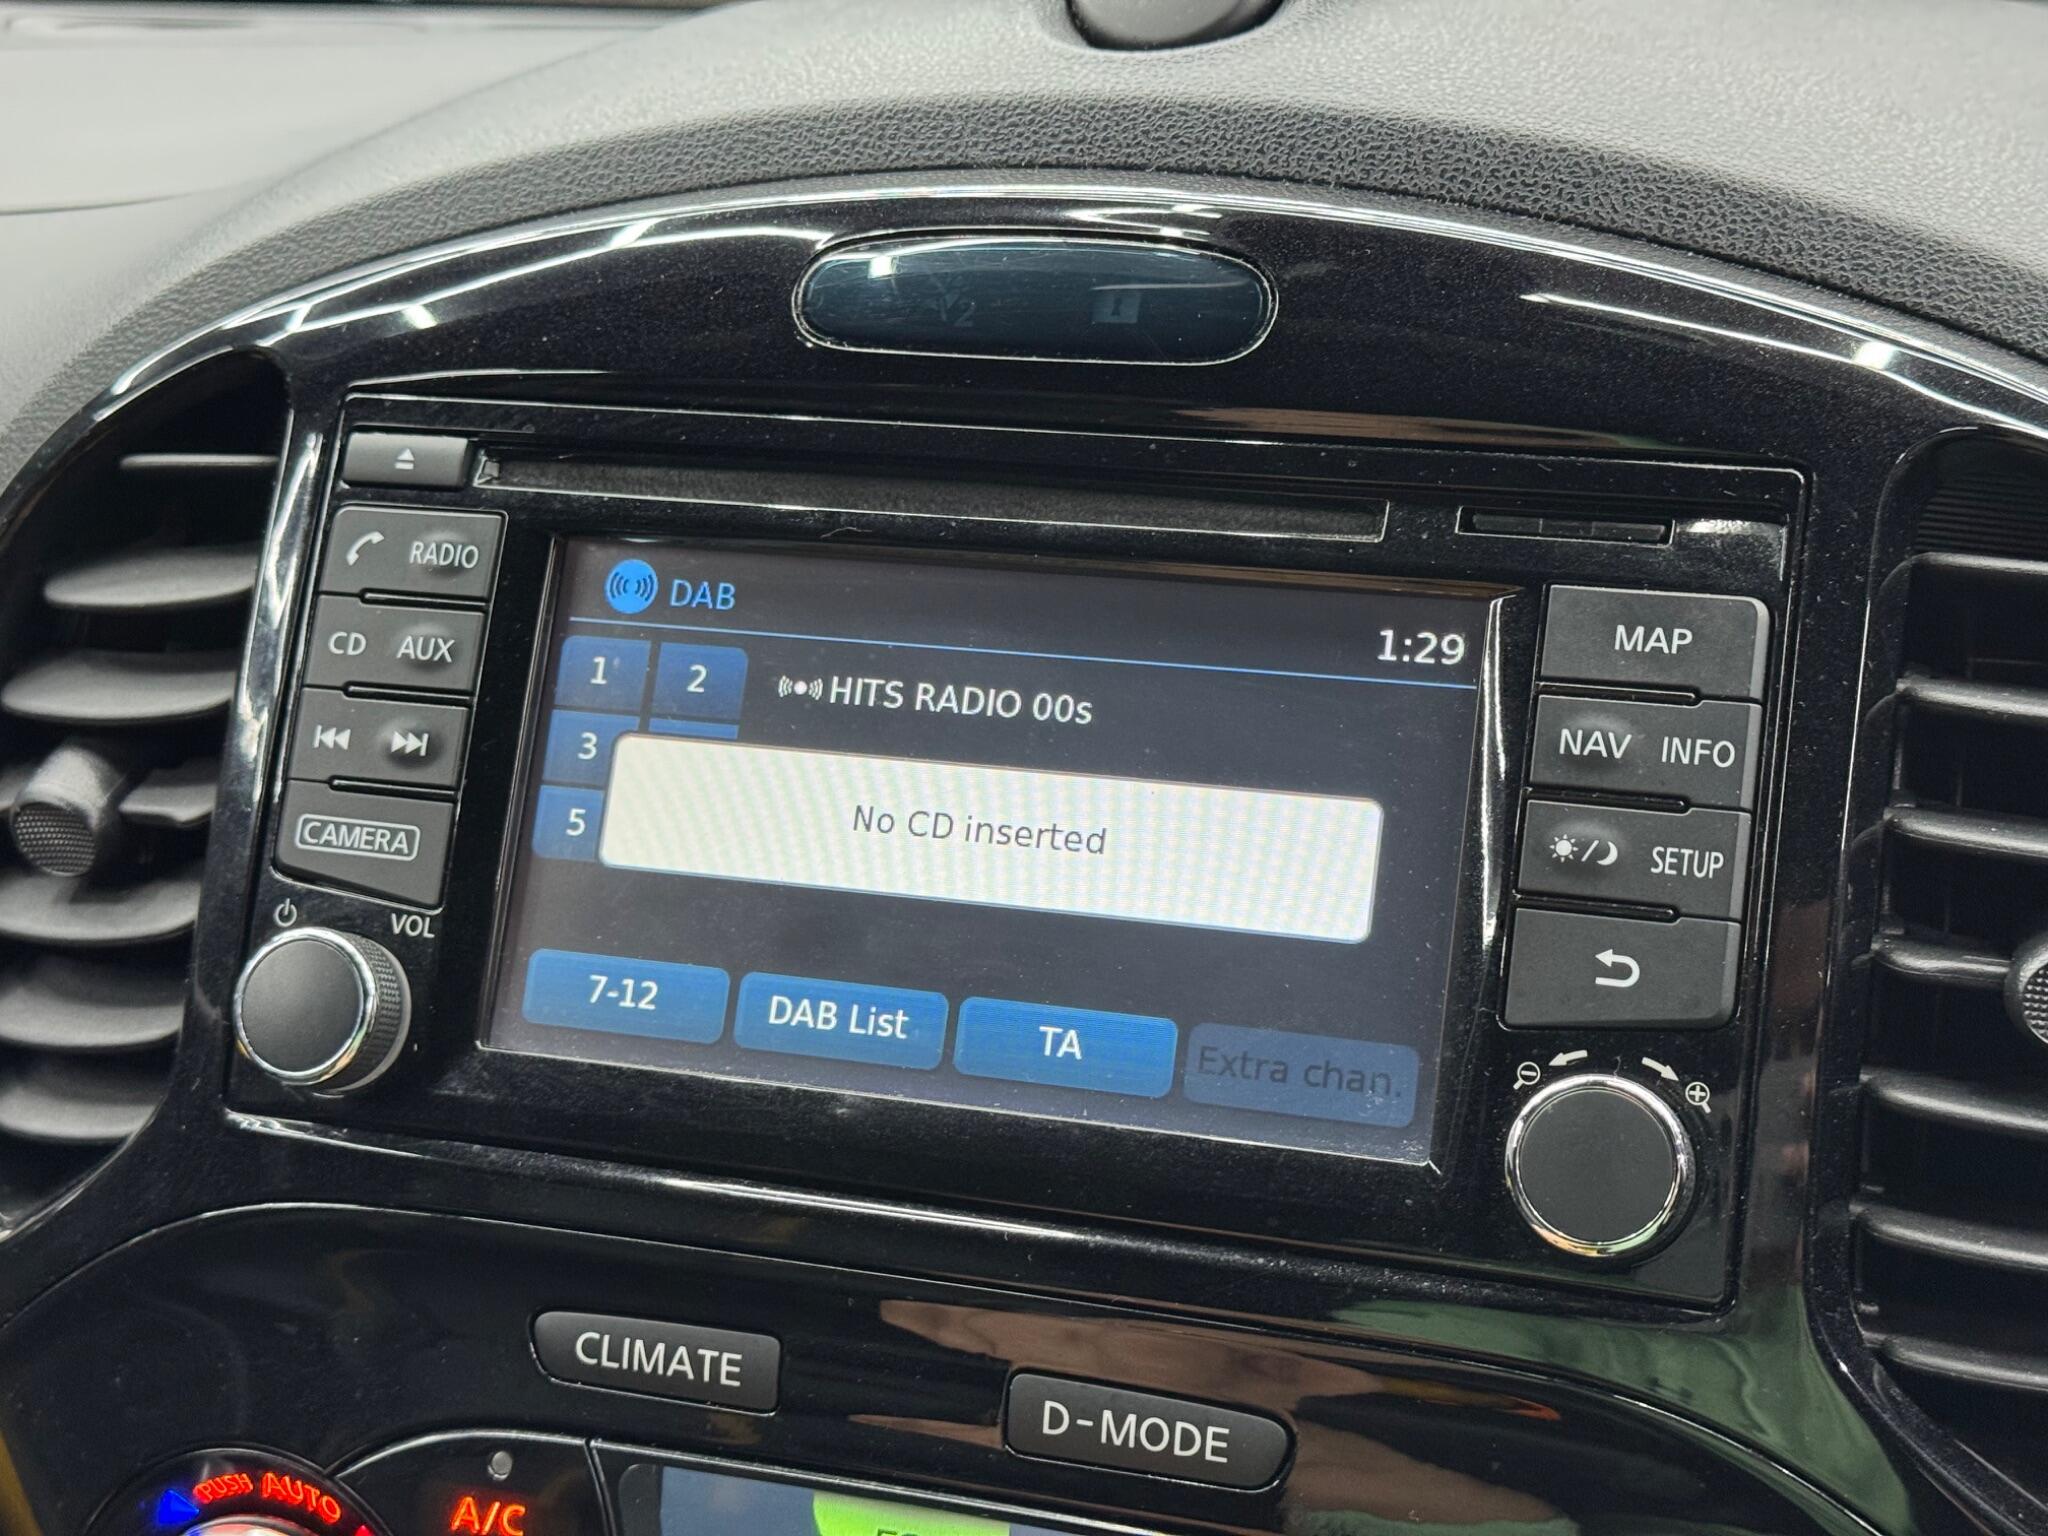 RADIO
CD AUX
CAMERA
VOL
DAB
1:29
1 2
HITS RADIO 00s
3
No CD inserted
5
7-12
DAB List
TA
Extra chan.
MAP
NAV INFO
SETUP
CLIMATE
D-MODE
PUSH AUTO
A/C